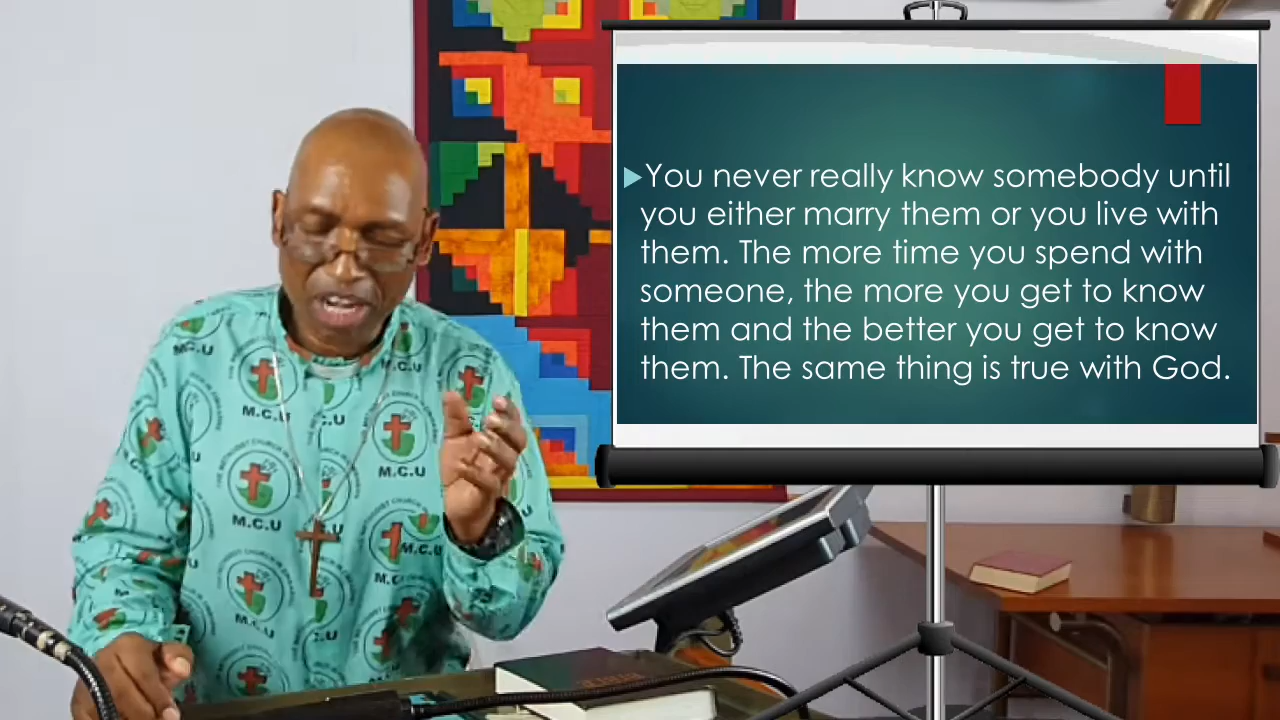 You never really know somebody until
you either marry them or you live with
them. The more time you spend with
someone, the more you get to know
them and the better you get to know
them. The same thing is true with God.
M.C.U
M.C.U
M.C.U
M.C.U
M.C.U